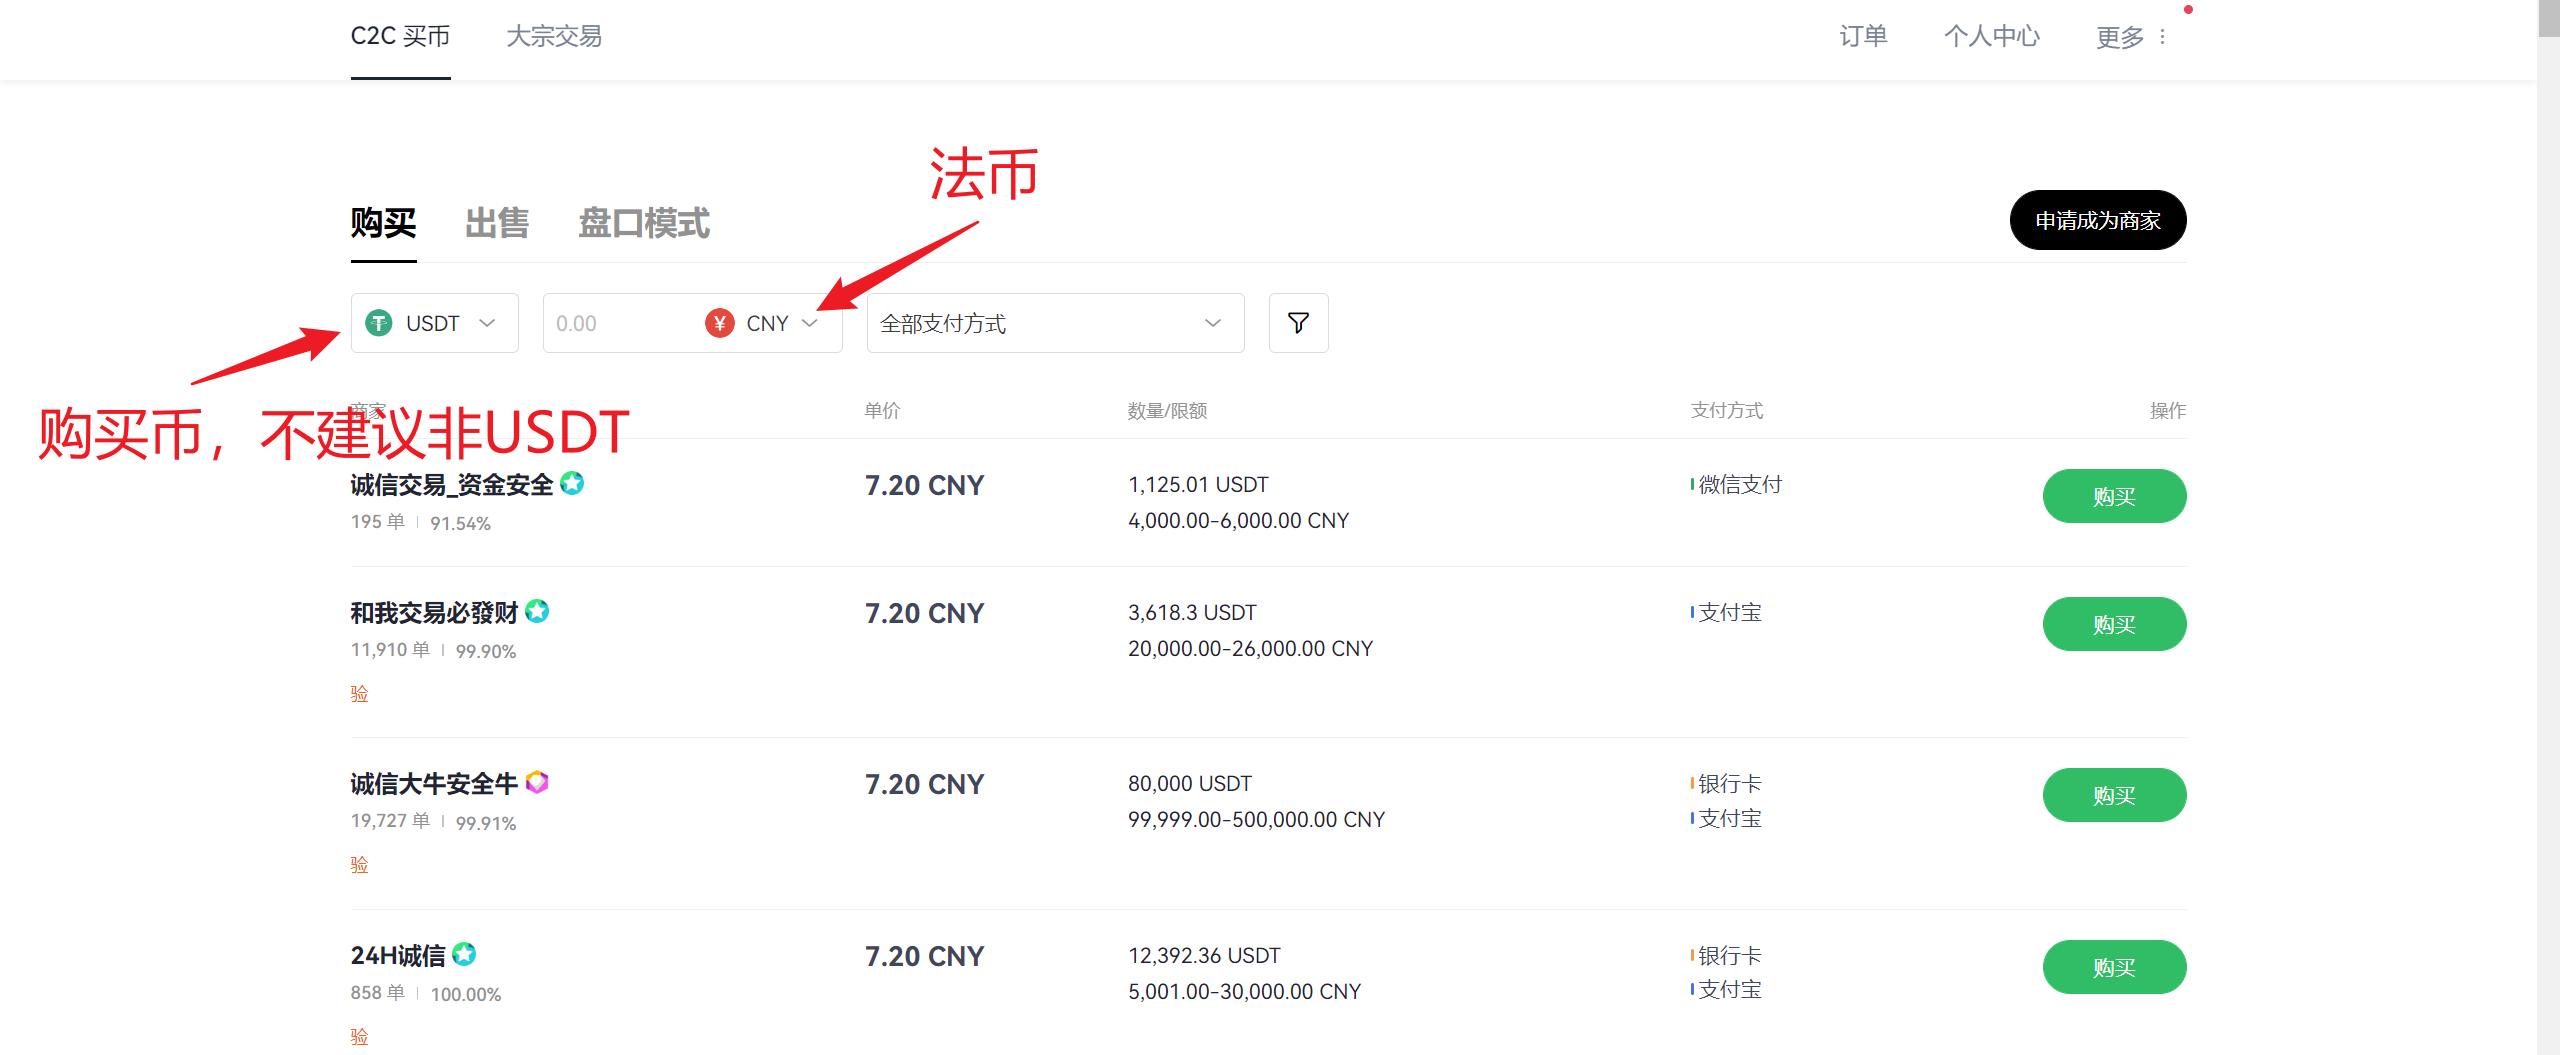 C2C 买币 大宗交易 订单 个人中心 更多
法币
购买 出售 盘口模式 申请成为商家
USDT 0.00 ¥ CNY 全部支付方式
购买币，不建议非USDT
商家 单价 数量/限额 支付方式 操作
诚信交易_资金安全 7.20 CNY 1,125.01 USDT 微信支付 购买
195 单 91.54% 4,000.00-6,000.00 CNY
和我交易必發财 7.20 CNY 3,618.3 USDT 支付宝 购买
11,910 单 99.90% 20,000.00-26,000.00 CNY
验
诚信大牛安全牛 7.20 CNY 80,000 USDT 银行卡 购买
19,727 单 99.91% 99,999.00-500,000.00 CNY 支付宝
验
24H诚信 7.20 CNY 12,392.36 USDT 银行卡 购买
858 单 100.00% 5,001.00-30,000.00 CNY 支付宝
验